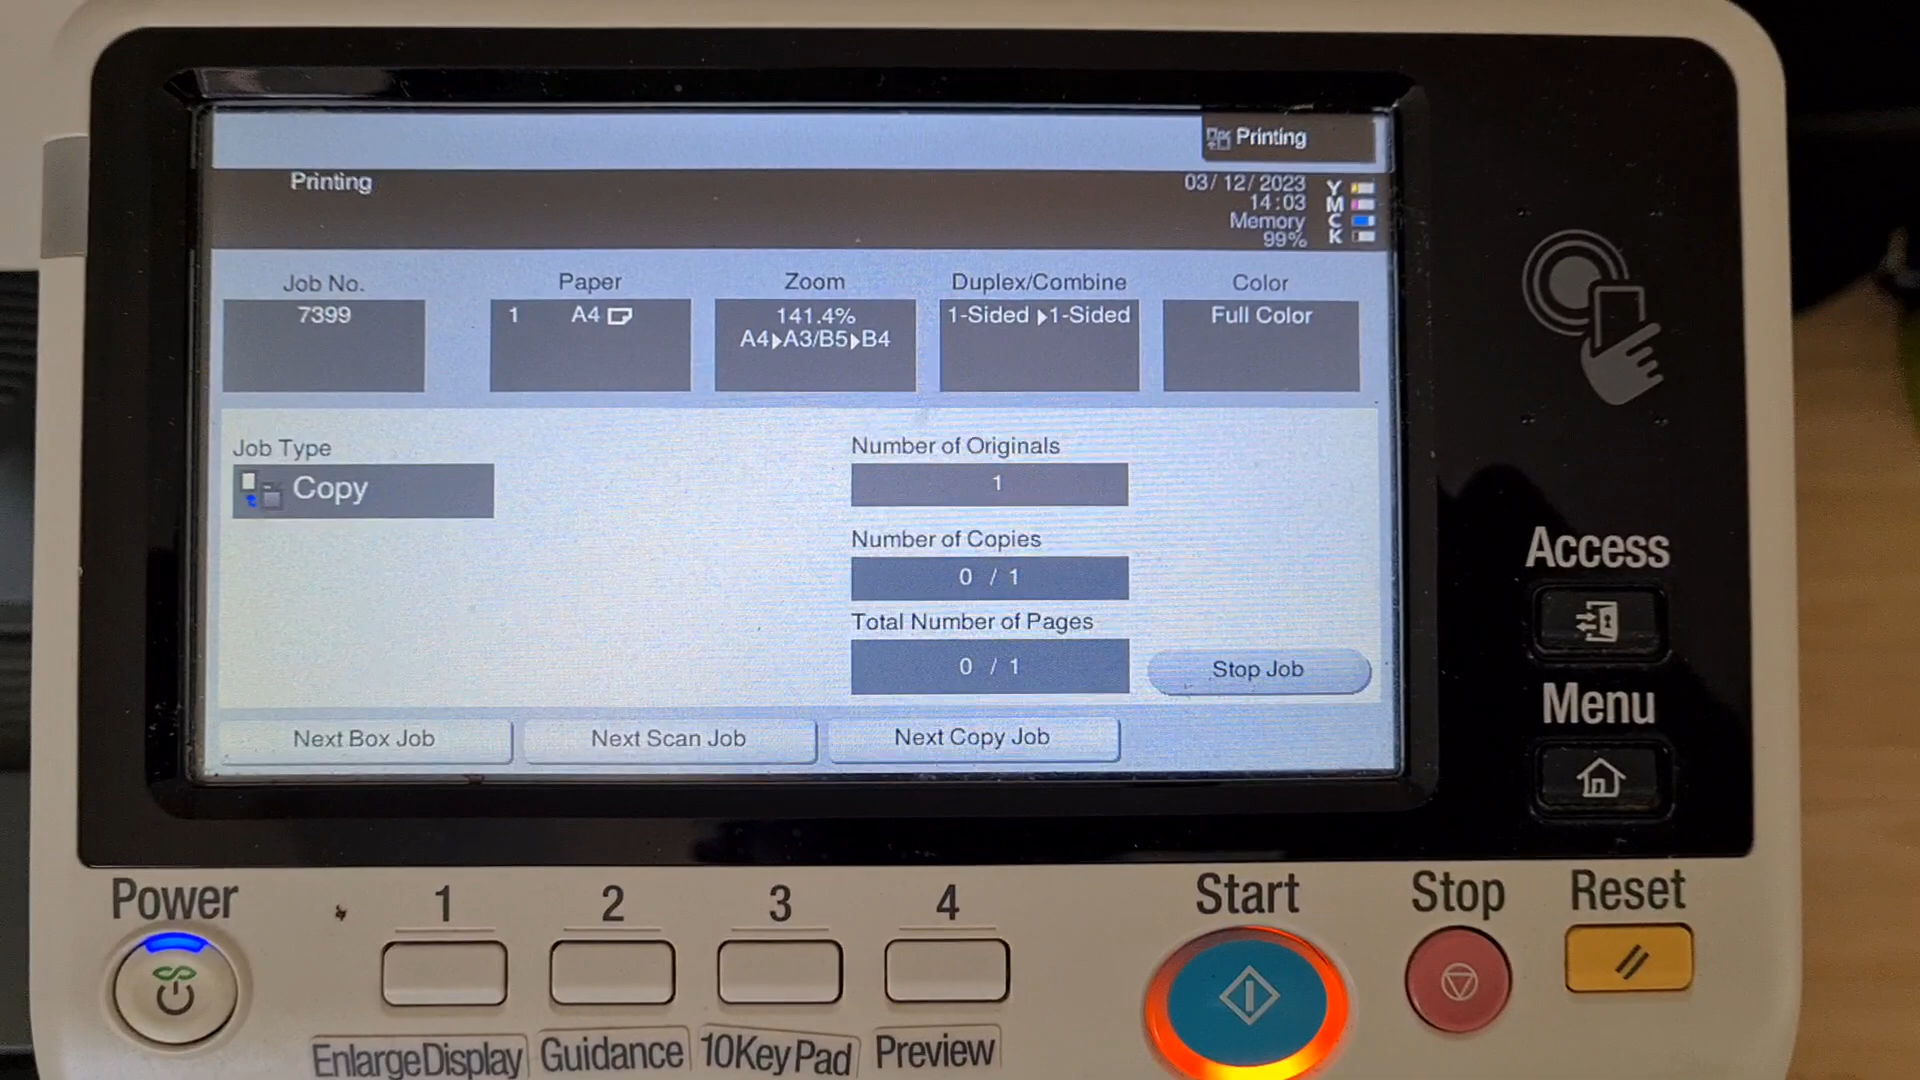 Printing
Printing
03/12/2023
14:03
Memory
99%
Y
M
C
K
Job No.
7399
Paper
1 A4
Zoom
141.4%
A4▸A3/B5▸B4
Duplex/Combine
1-Sided ▸1-Sided
Color
Full Color
Job Type
Copy
Number of Originals
1
Number of Copies
0 / 1
Total Number of Pages
0 / 1
Stop Job
Next Box Job
Next Scan Job
Next Copy Job
Access
Menu
Power
1
2
3
4
Start
Stop
Reset
EnlargeDisplay
Guidance
10KeyPad
Preview